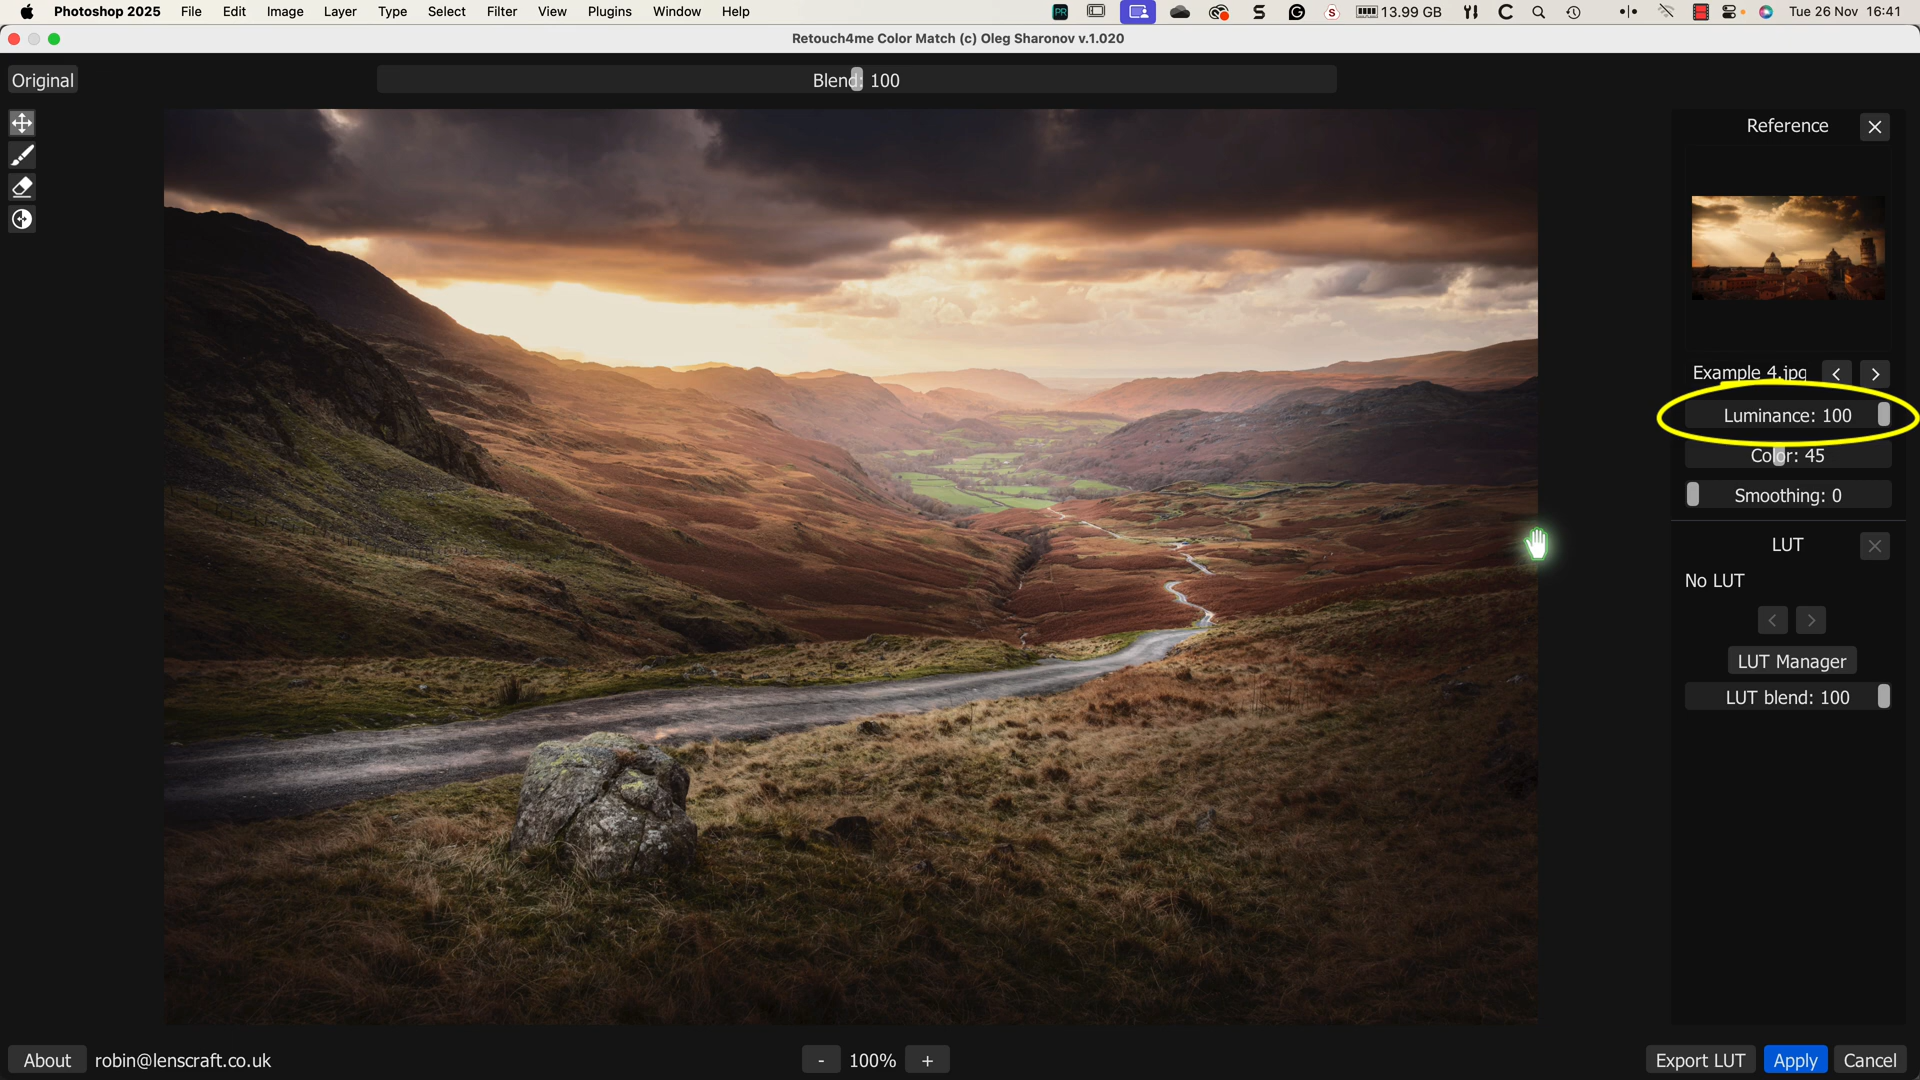 Photoshop 2025 File Edit Image Layer Type Select Filter View Plugins Window Help 13.99 GB Tue 26 Nov 16:41
Retouch4me Color Match (c) Oleg Sharonov v.1.020
Original
Blend: 100
Reference
Example 4.jpg
Luminance: 100
Color: 45
Smoothing: 0
LUT
No LUT
LUT Manager
LUT blend: 100
About robin@lenscraft.co.uk - 100% + Export LUT Apply Cancel